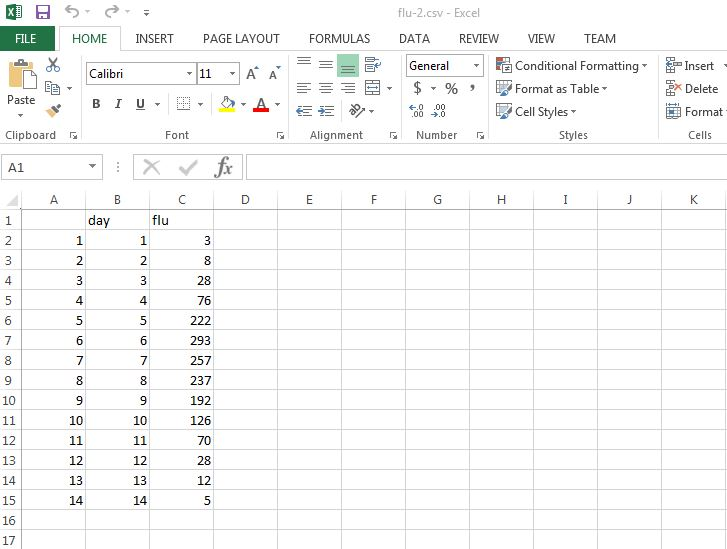 flu-2.csv - Excel
FILE HOME INSERT PAGE LAYOUT FORMULAS DATA REVIEW VIEW TEAM
Calibri 11 A A General Conditional Formatting Insert
Paste B I U A $ % , Format as Table Delete
.00 .0 Cell Styles Format
Clipboard Font Alignment Number Styles Cells
A1 fx
A B C D E F G H I J K
1 day flu
2 1 1 3
3 2 2 8
4 3 3 28
5 4 4 76
6 5 5 222
7 6 6 293
8 7 7 257
9 8 8 237
10 9 9 192
11 10 10 126
12 11 11 70
13 12 12 28
14 13 13 12
15 14 14 5
16
17